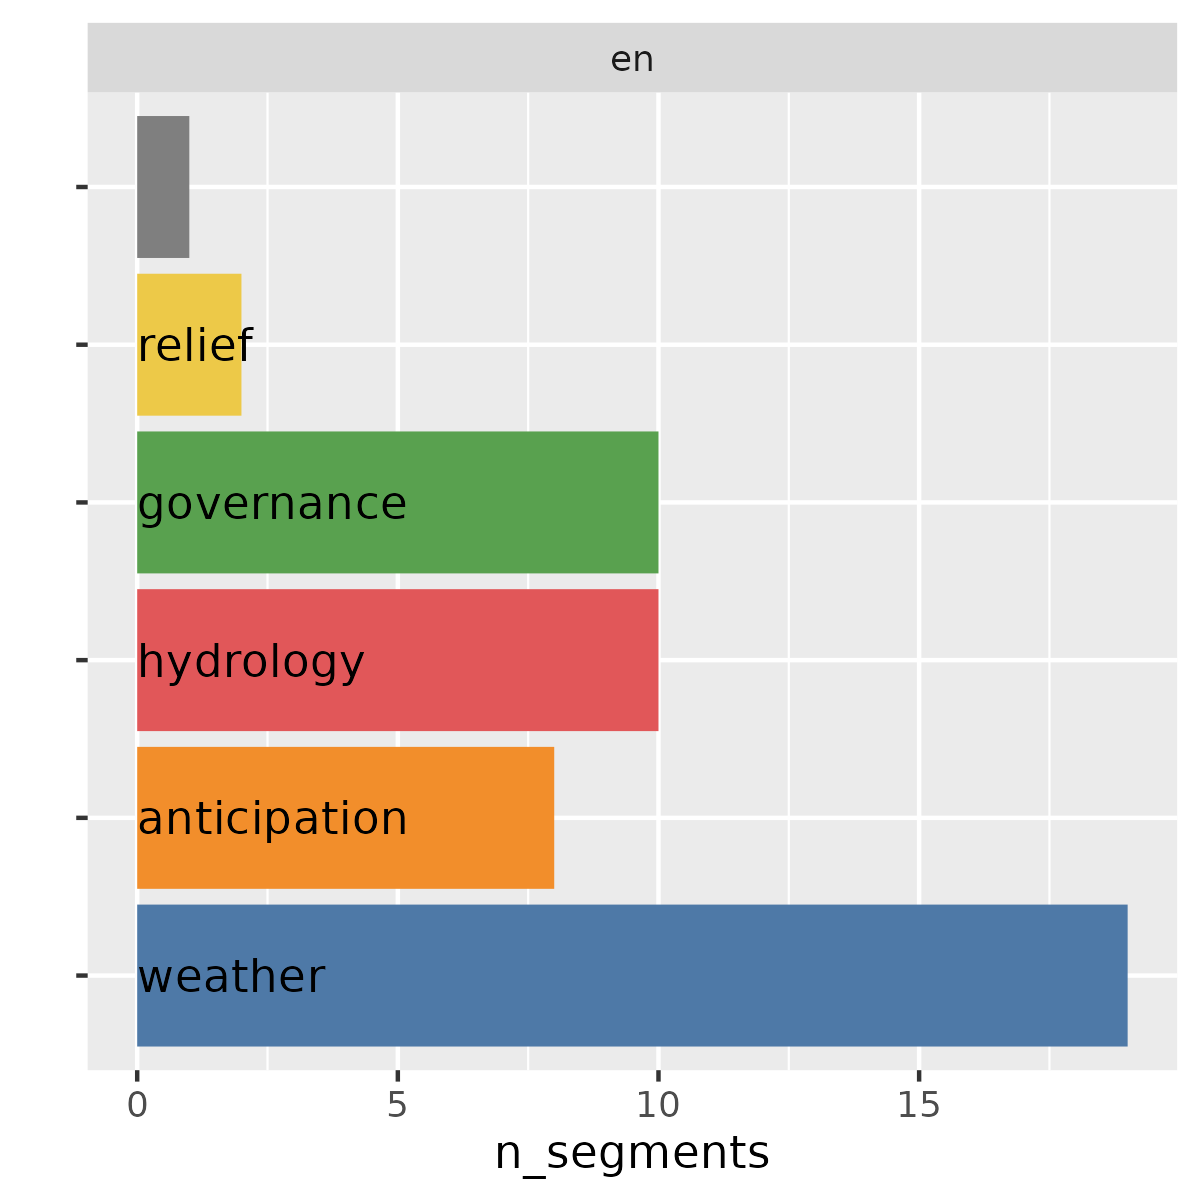 en
relief
governance
hydrology
anticipation
weather
0 5 10 15
n_segments